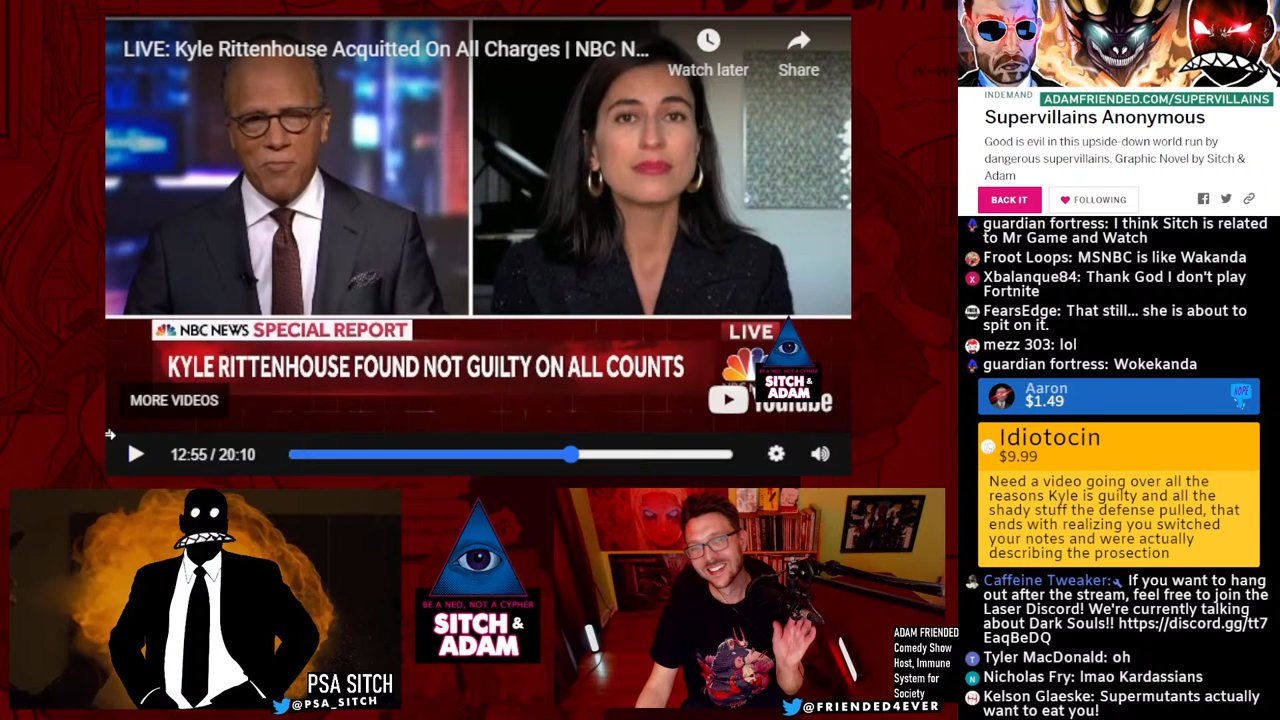 LIVE: Kyle Rittenhouse Acquitted On All Charges | NBC N...
Watch later
Share
NBC NEWS SPECIAL REPORT
LIVE
KYLE RITTENHOUSE FOUND NOT GUILTY ON ALL COUNTS
BE A NEO, NOT A CYPHER
SITCH &
ADAM
MORE VIDEOS
YouTube
12:55 / 20:10
PSA SITCH
@PSA_SITCH
BE A NEO, NOT A CYPHER
SITCH &
ADAM
ADAM FRIENDED
Comedy Show
Host, Immune
System for
Society
@FRIENDED4EVER
INDEMAND
ADAMFRIENDED.COM/SUPERVILLAINS
Supervillains Anonymous
Good is evil in this upside-down world run by
dangerous supervillains. Graphic Novel by Sitch &
Adam
BACK IT
FOLLOWING
guardian fortress: I think Sitch is related
to Mr Game and Watch
Froot Loops: MSNBC is like Wakanda
Xbalanque84: Thank God I don't play
Fortnite
FearsEdge: That still... she is about to
spit on it.
mezz 303: lol
guardian fortress: Wokekanda
Aaron
$1.49
NOPE
Idiotocin
$9.99
Need a video going over all the
reasons Kyle is guilty and all the
shady stuff the defense pulled, that
ends with realizing you switched
your notes and were actually
describing the prosection
Caffeine Tweaker: If you want to hang
out after the stream, feel free to join the
Laser Discord! We're currently talking
about Dark Souls!! https://discord.gg/tt7
EaqBeDQ
Tyler MacDonald: oh
Nicholas Fry: lmao Kardassians
Kelson Glaeske: Supermutants actually
want to eat you!